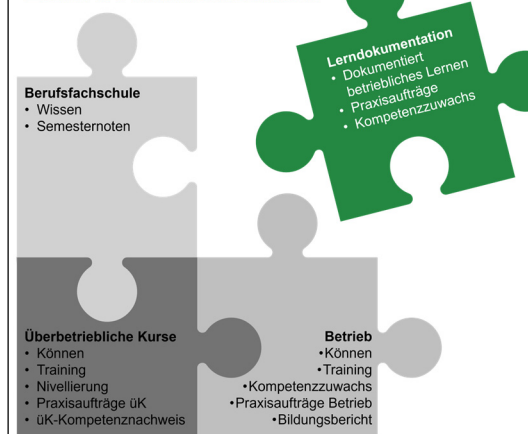 Berufsfachschule
• Wissen
• Semesternoten
Lerndokumentation
• Dokumentiert
betriebliches Lernen
• Praxisaufträge
• Kompetenzzuwachs
Überbetriebliche Kurse
• Können
• Training
• Nivellierung
• Praxisaufträge üK
• üK-Kompetenznachweis
Betrieb
•Können
•Training
•Kompetenzzuwachs
•Praxisaufträge Betrieb
•Bildungsbericht